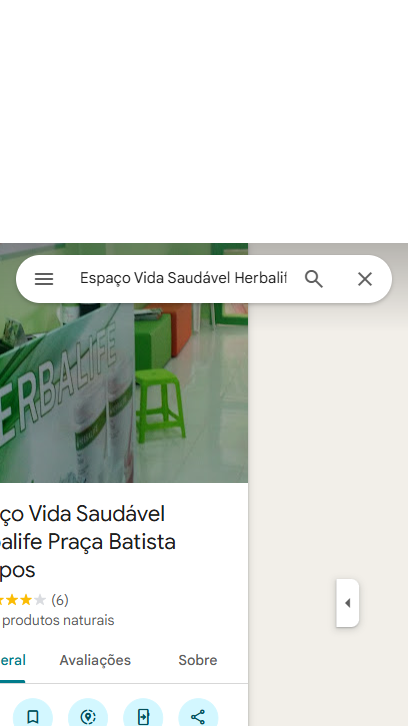 Espaço Vida Saudável Herbalif
ERBALIFE
ço Vida Saudável
alife Praça Batista
pos
(6)
produtos naturais
eral Avaliações Sobre